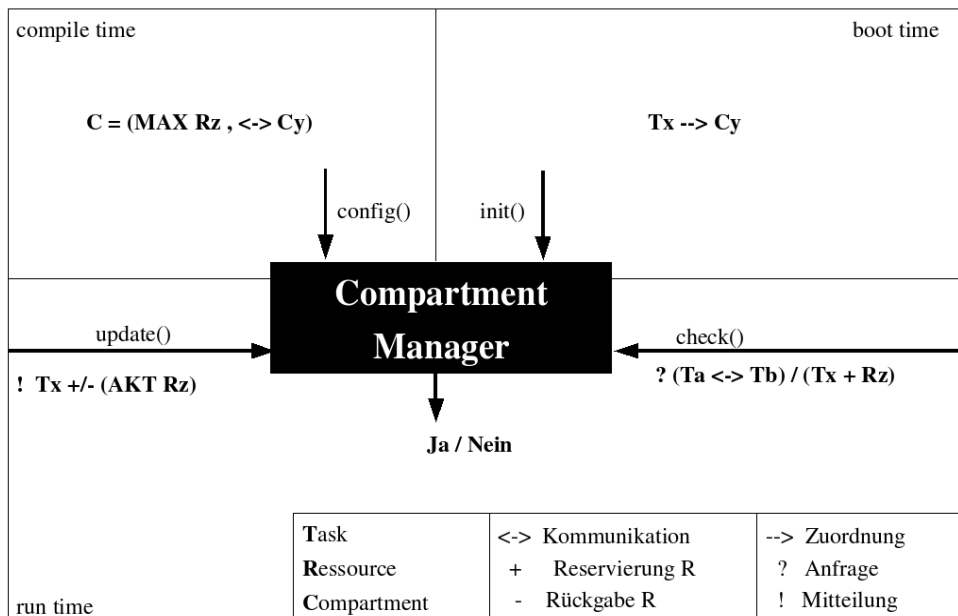 compile time
boot time
C = (MAX Rz , <-> Cy)
Tx --> Cy
config()
init()
Compartment
Manager
update()
check()
! Tx +/- (AKT Rz)
? (Ta <-> Tb) / (Tx + Rz)
Ja / Nein
Task
Ressource
Compartment
<-> Kommunikation
+ Reservierung R
- Rückgabe R
--> Zuordnung
? Anfrage
! Mitteilung
run time